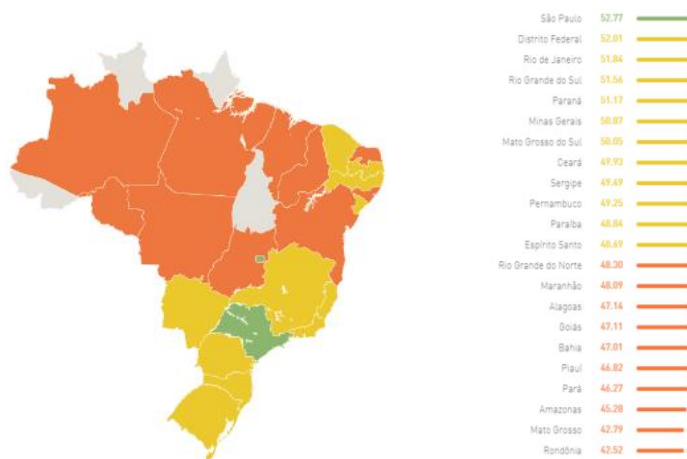 São Paulo 52.77
Distrito Federal 52.01
Rio de Janeiro 51.84
Rio Grande do Sul 51.56
Paraná 51.17
Minas Gerais 50.87
Mato Grosso do Sul 50.05
Ceará 49.93
Sergipe 49.49
Pernambuco 49.25
Paraíba 48.84
Espírito Santo 48.69
Rio Grande do Norte 48.30
Maranhão 48.09
Alagoas 47.14
Goiás 47.11
Bahia 47.01
Piauí 46.82
Pará 46.27
Amazonas 45.28
Mato Grosso 42.79
Rondônia 42.52